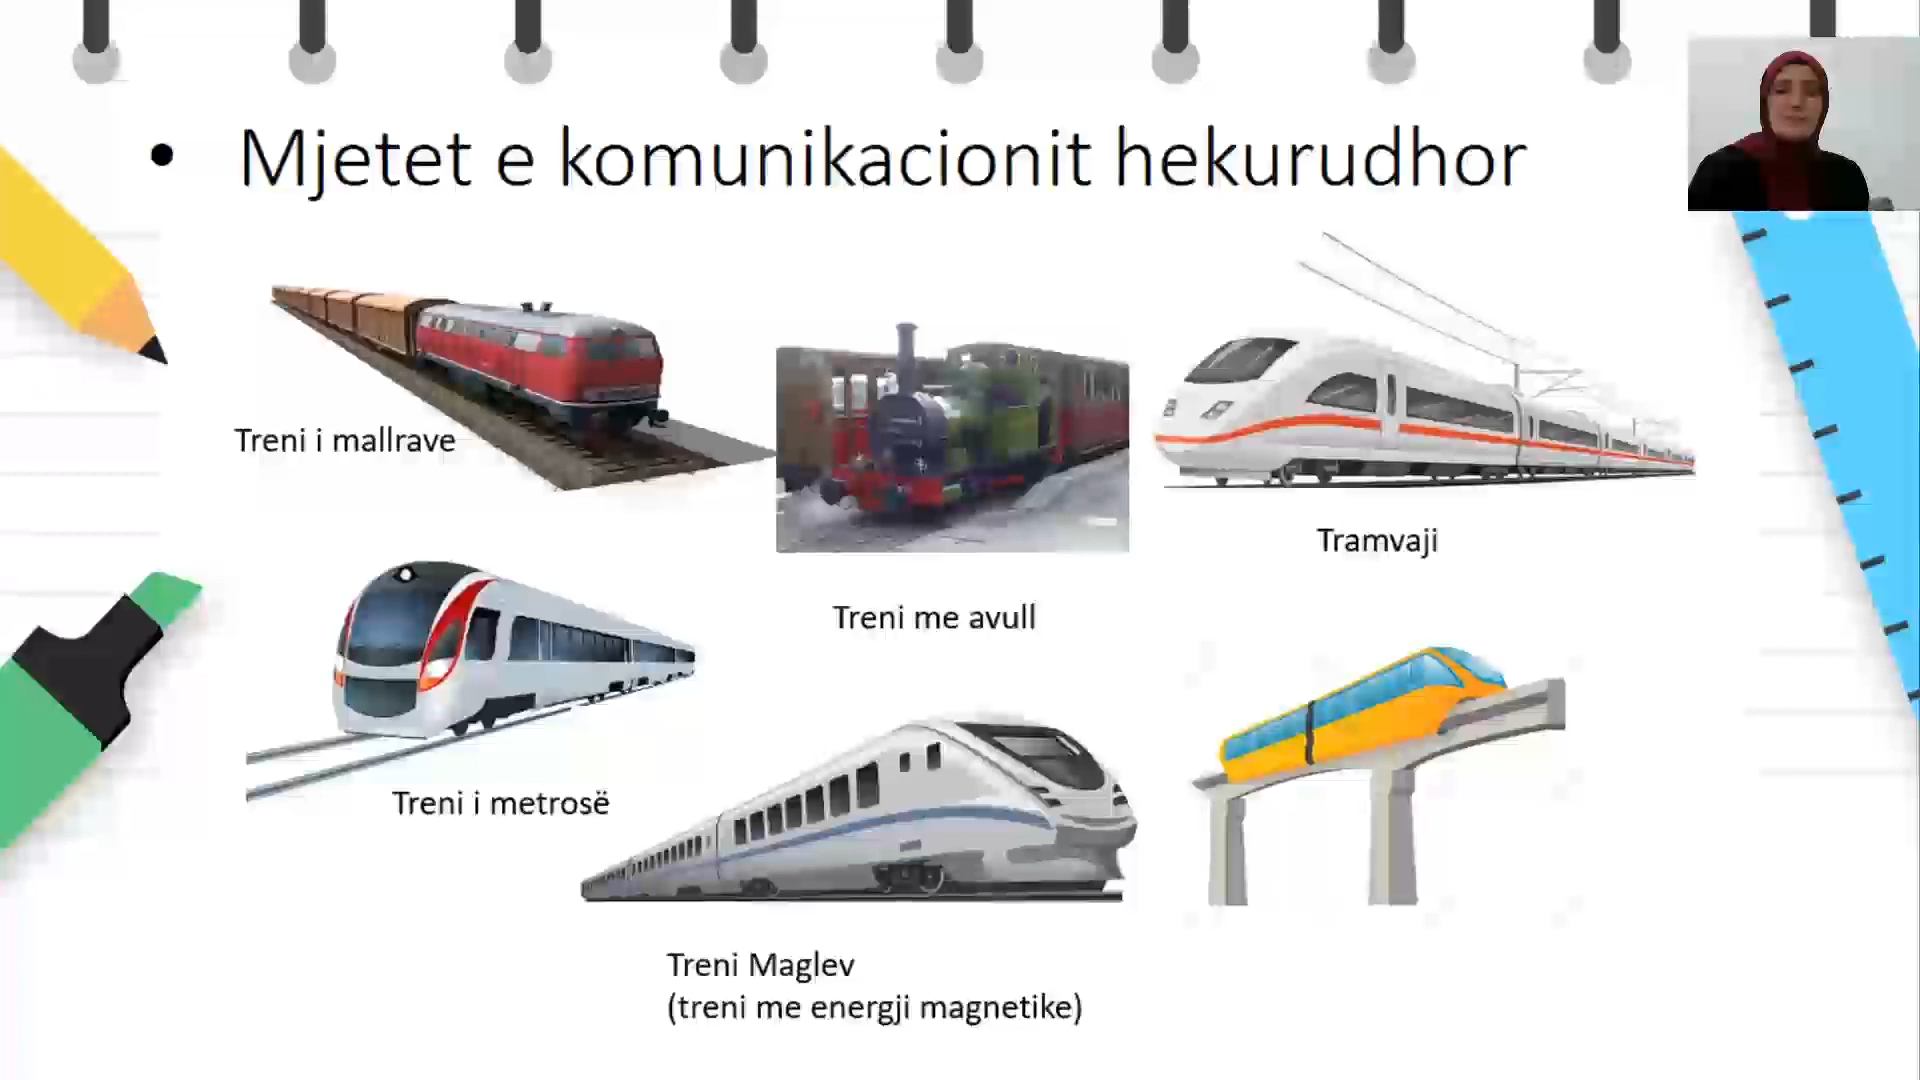 • Mjetet e komunikacionit hekurudhor
Treni i mallrave
Tramvaji
Treni me avull
Treni i metrosë
Treni Maglev
(treni me energji magnetike)